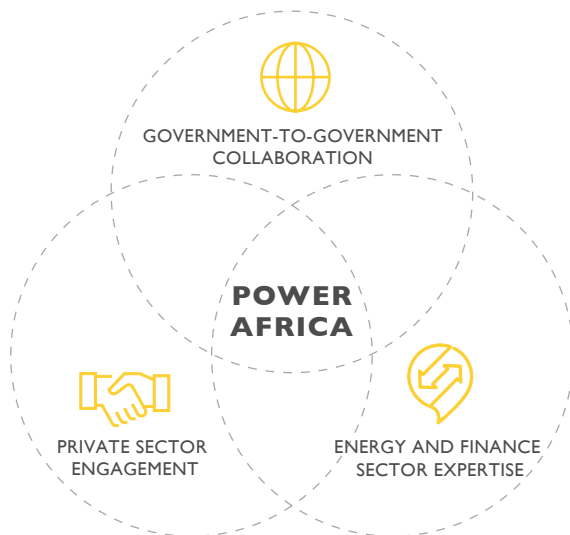 GOVERNMENT-TO-GOVERNMENT
COLLABORATION
POWER
AFRICA
PRIVATE SECTOR
ENGAGEMENT
ENERGY AND FINANCE
SECTOR EXPERTISE